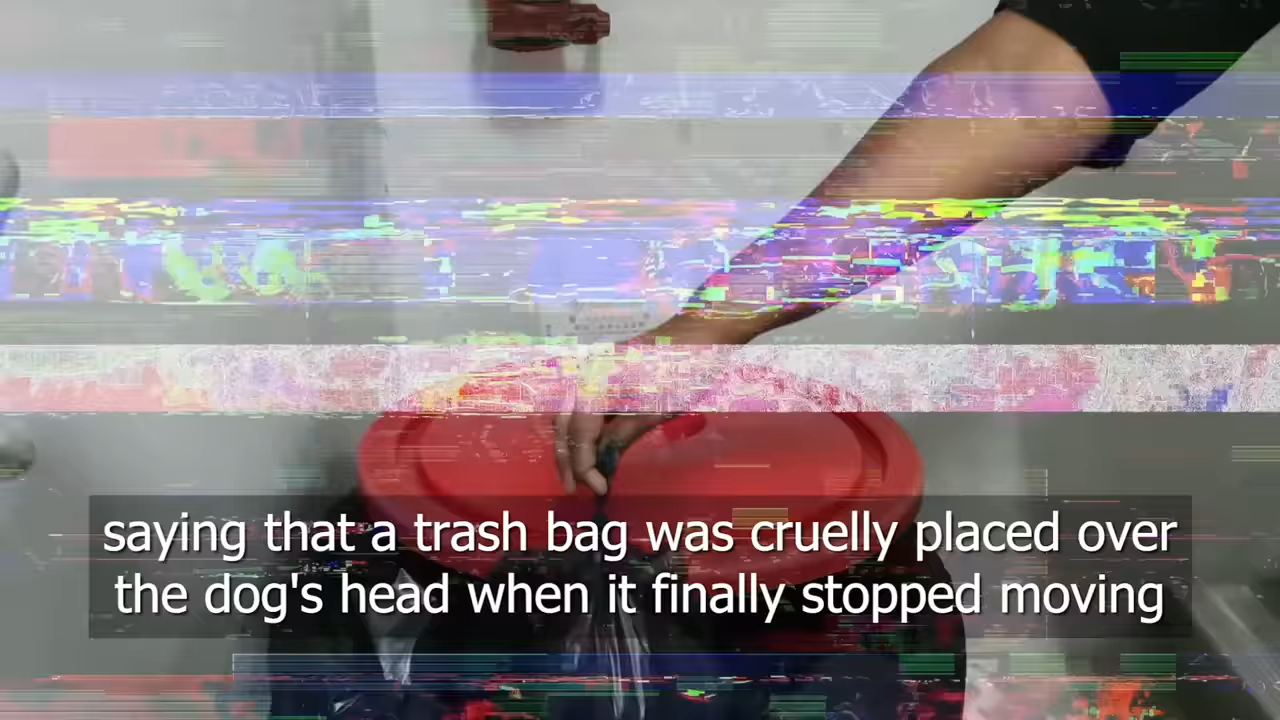 saying that a trash bag was cruelly placed over
the dog's head when it finally stopped moving